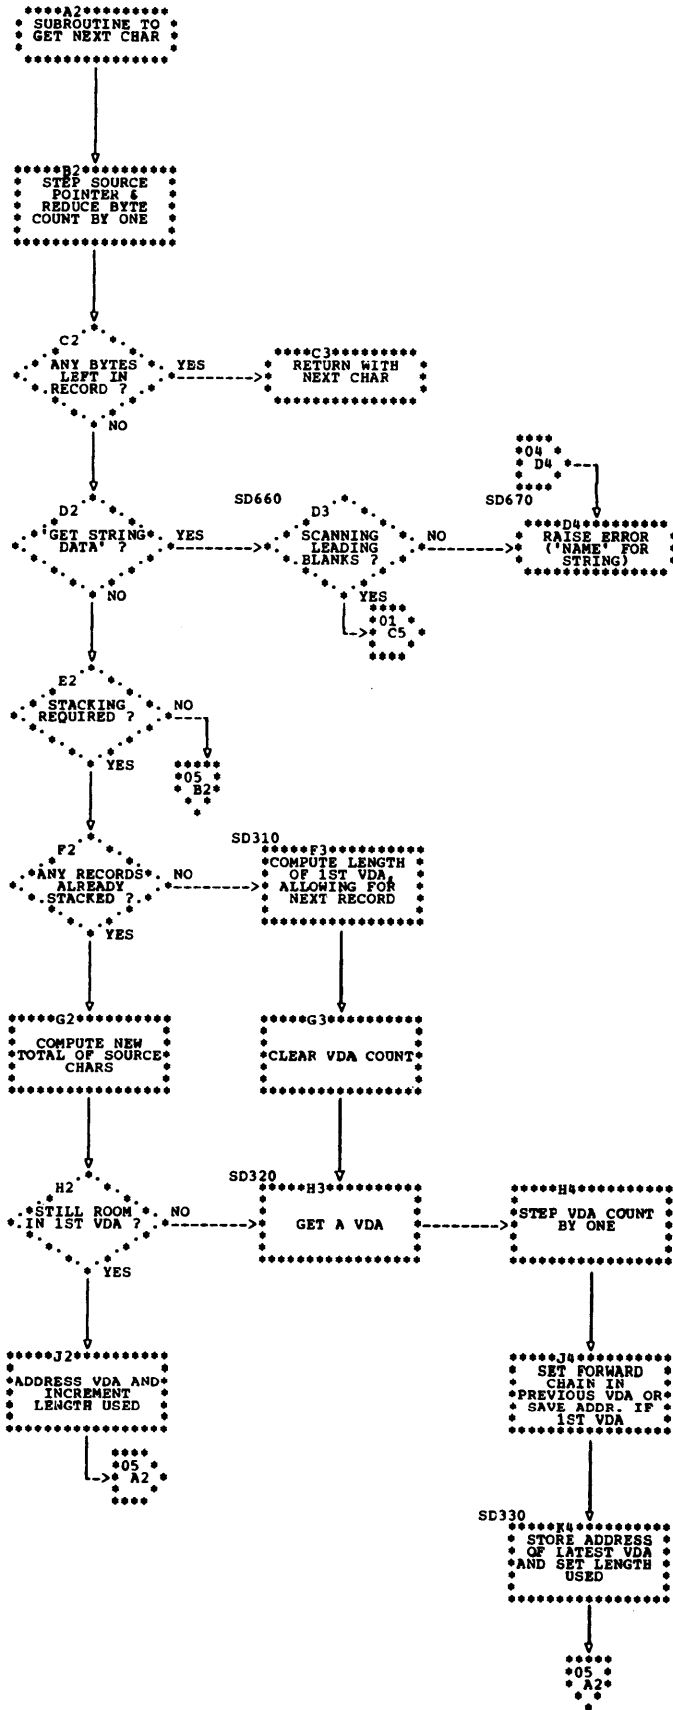 A2
SUBROUTINE TO
GET NEXT CHAR
B2
STEP SOURCE
POINTER &
REDUCE BYTE
COUNT BY ONE
C2
ANY BYTES
LEFT IN
RECORD ?
YES
NO
C3
RETURN WITH
NEXT CHAR
04
D4
D2
'GET STRING
DATA' ?
YES
NO
SD660
D3
SCANNING
LEADING
BLANKS ?
NO
YES
01
C5
SD670
D4
RAISE ERROR
('NAME' FOR
STRING)
E2
STACKING
REQUIRED ?
NO
YES
05
B2
F2
ANY RECORDS
ALREADY
STACKED ?
NO
YES
SD310
F3
COMPUTE LENGTH
OF 1ST VDA,
ALLOWING FOR
NEXT RECORD
G2
COMPUTE NEW
TOTAL OF SOURCE
CHARS
G3
CLEAR VDA COUNT
H2
STILL ROOM
IN 1ST VDA ?
NO
YES
SD320
H3
GET A VDA
H4
STEP VDA COUNT
BY ONE
J2
ADDRESS VDA AND
INCREMENT
LENGTH USED
05
A2
J4
SET FORWARD
CHAIN IN
PREVIOUS VDA OR
SAVE ADDR. IF
1ST VDA
SD330
K4
STORE ADDRESS
OF LATEST VDA
AND SET LENGTH
USED
05
A2